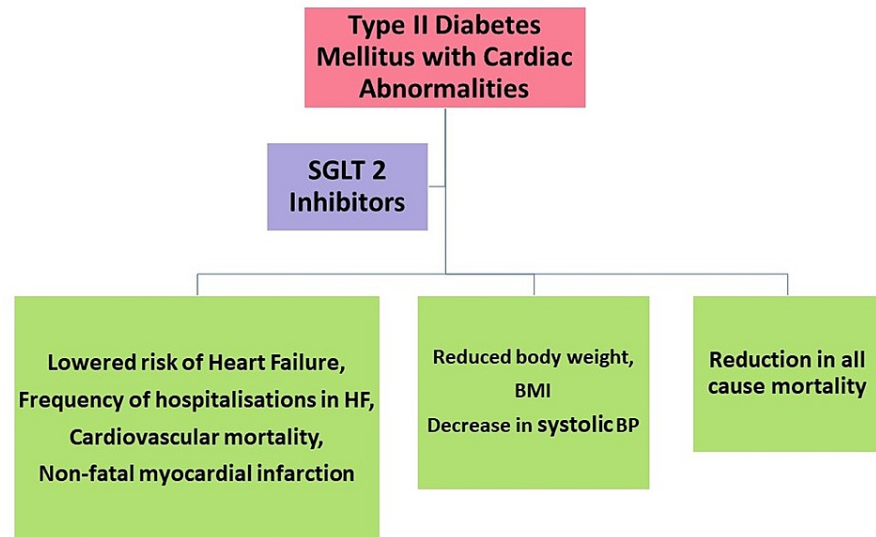 Type II Diabetes
Mellitus with Cardiac
Abnormalities
SGLT 2
Inhibitors
Lowered risk of Heart Failure,
Frequency of hospitalisations in HF,
Cardiovascular mortality,
Non-fatal myocardial infarction
Reduced body weight,
BMI
Decrease in systolic BP
Reduction in all
cause mortality